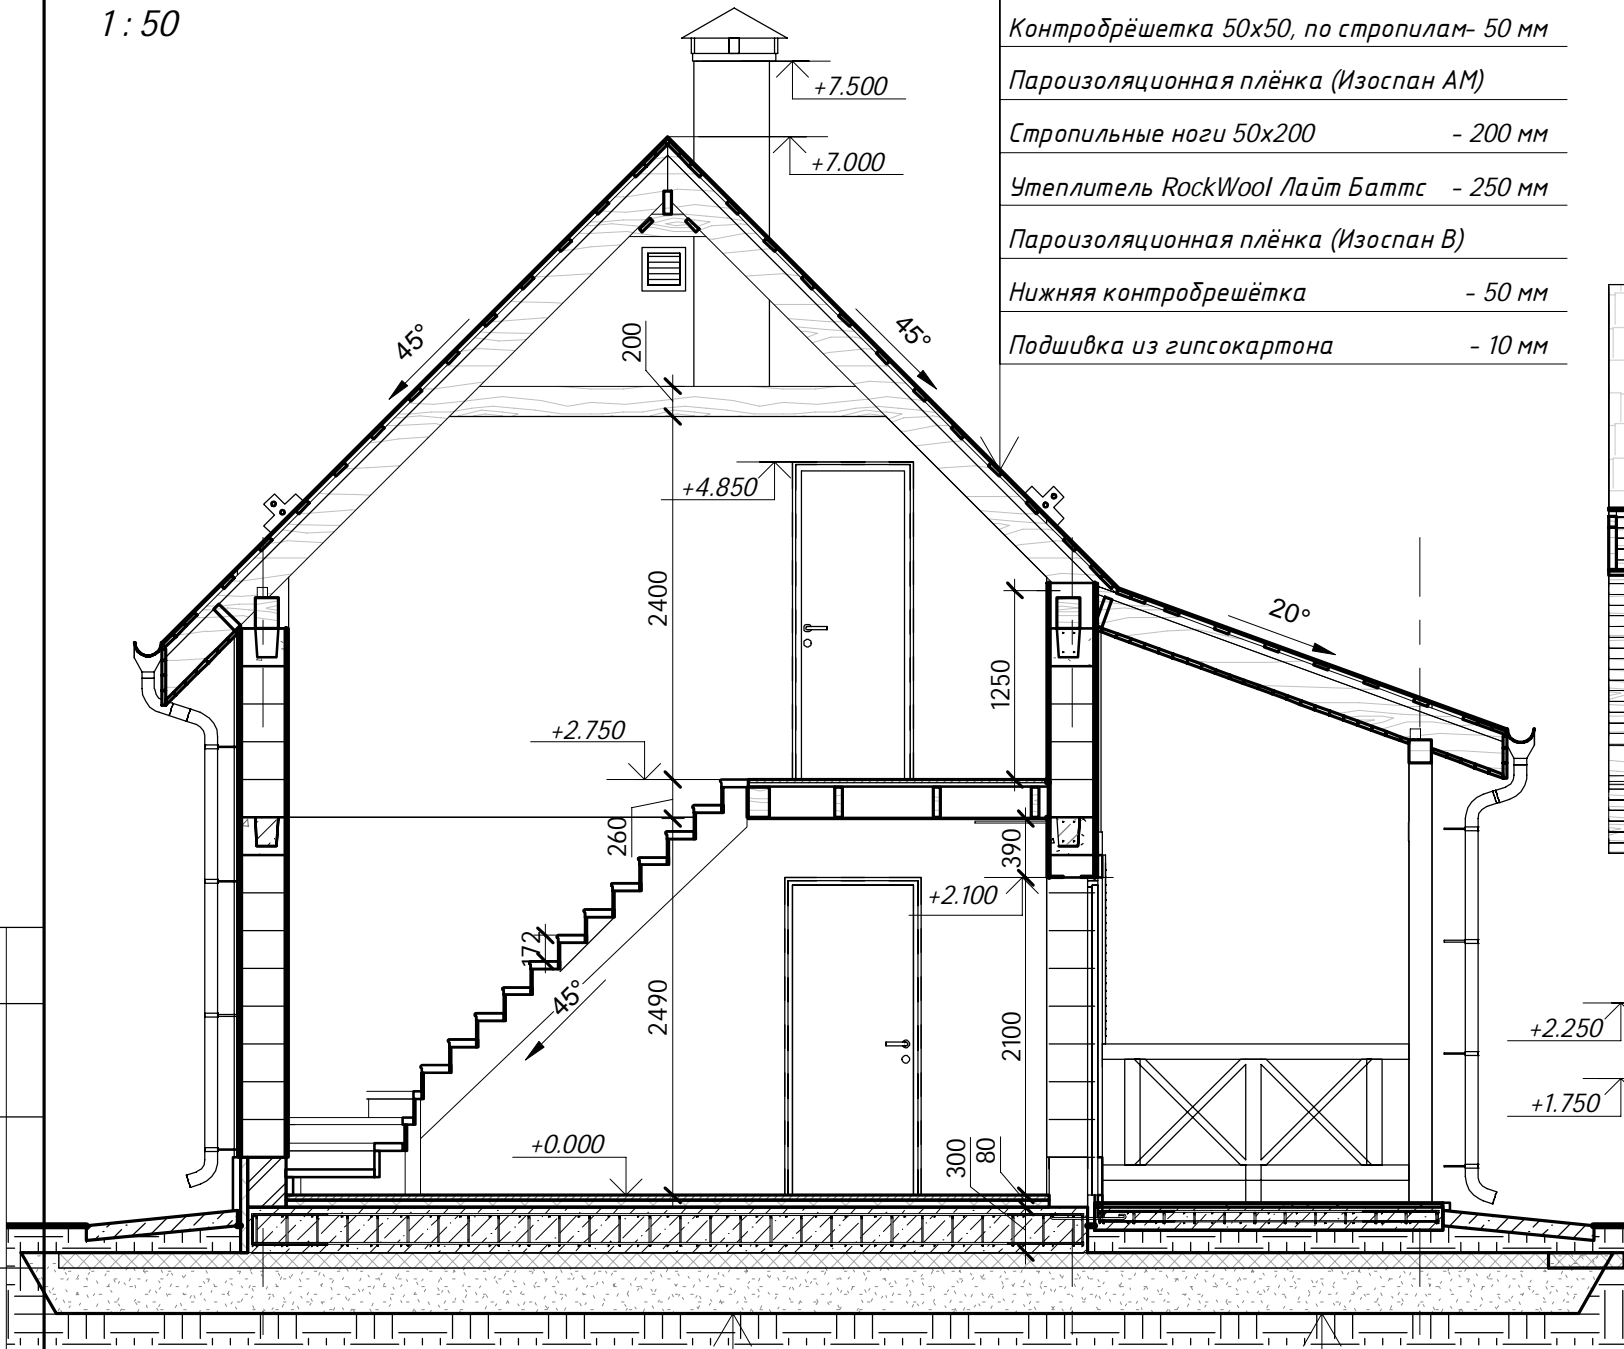 1 : 50
Контробрёшетка 50х50, по стропилам- 50 мм
Пароизоляционная плёнка (Изоспан АМ)
Стропильные ноги 50х200 - 200 мм
Утеплитель RockWool Лайт Баттс - 250 мм
Пароизоляционная плёнка (Изоспан В)
Нижняя контробрешётка - 50 мм
Подшивка из гипсокартона - 10 мм
+7.500
+7.000
45°
200
45°
+4.850
2400
20°
1250
+2.750
260
390
+2.100
172
45°
2490
2100
+2.250
+1.750
+0.000
300
80